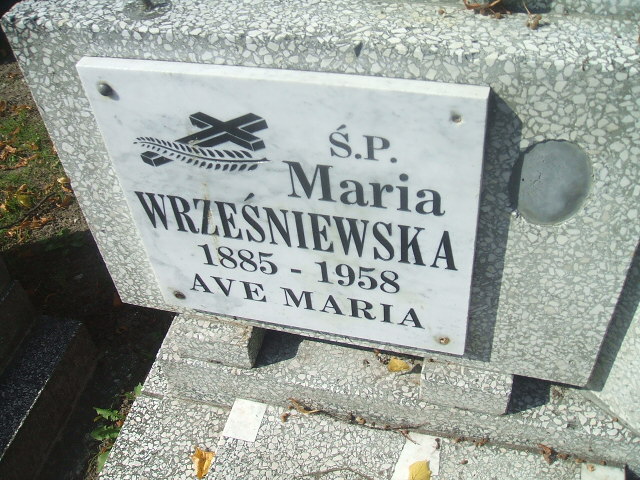 Ś.P.
Maria
WRZEŚNIEWSKA
1885 - 1958
AVE MARIA